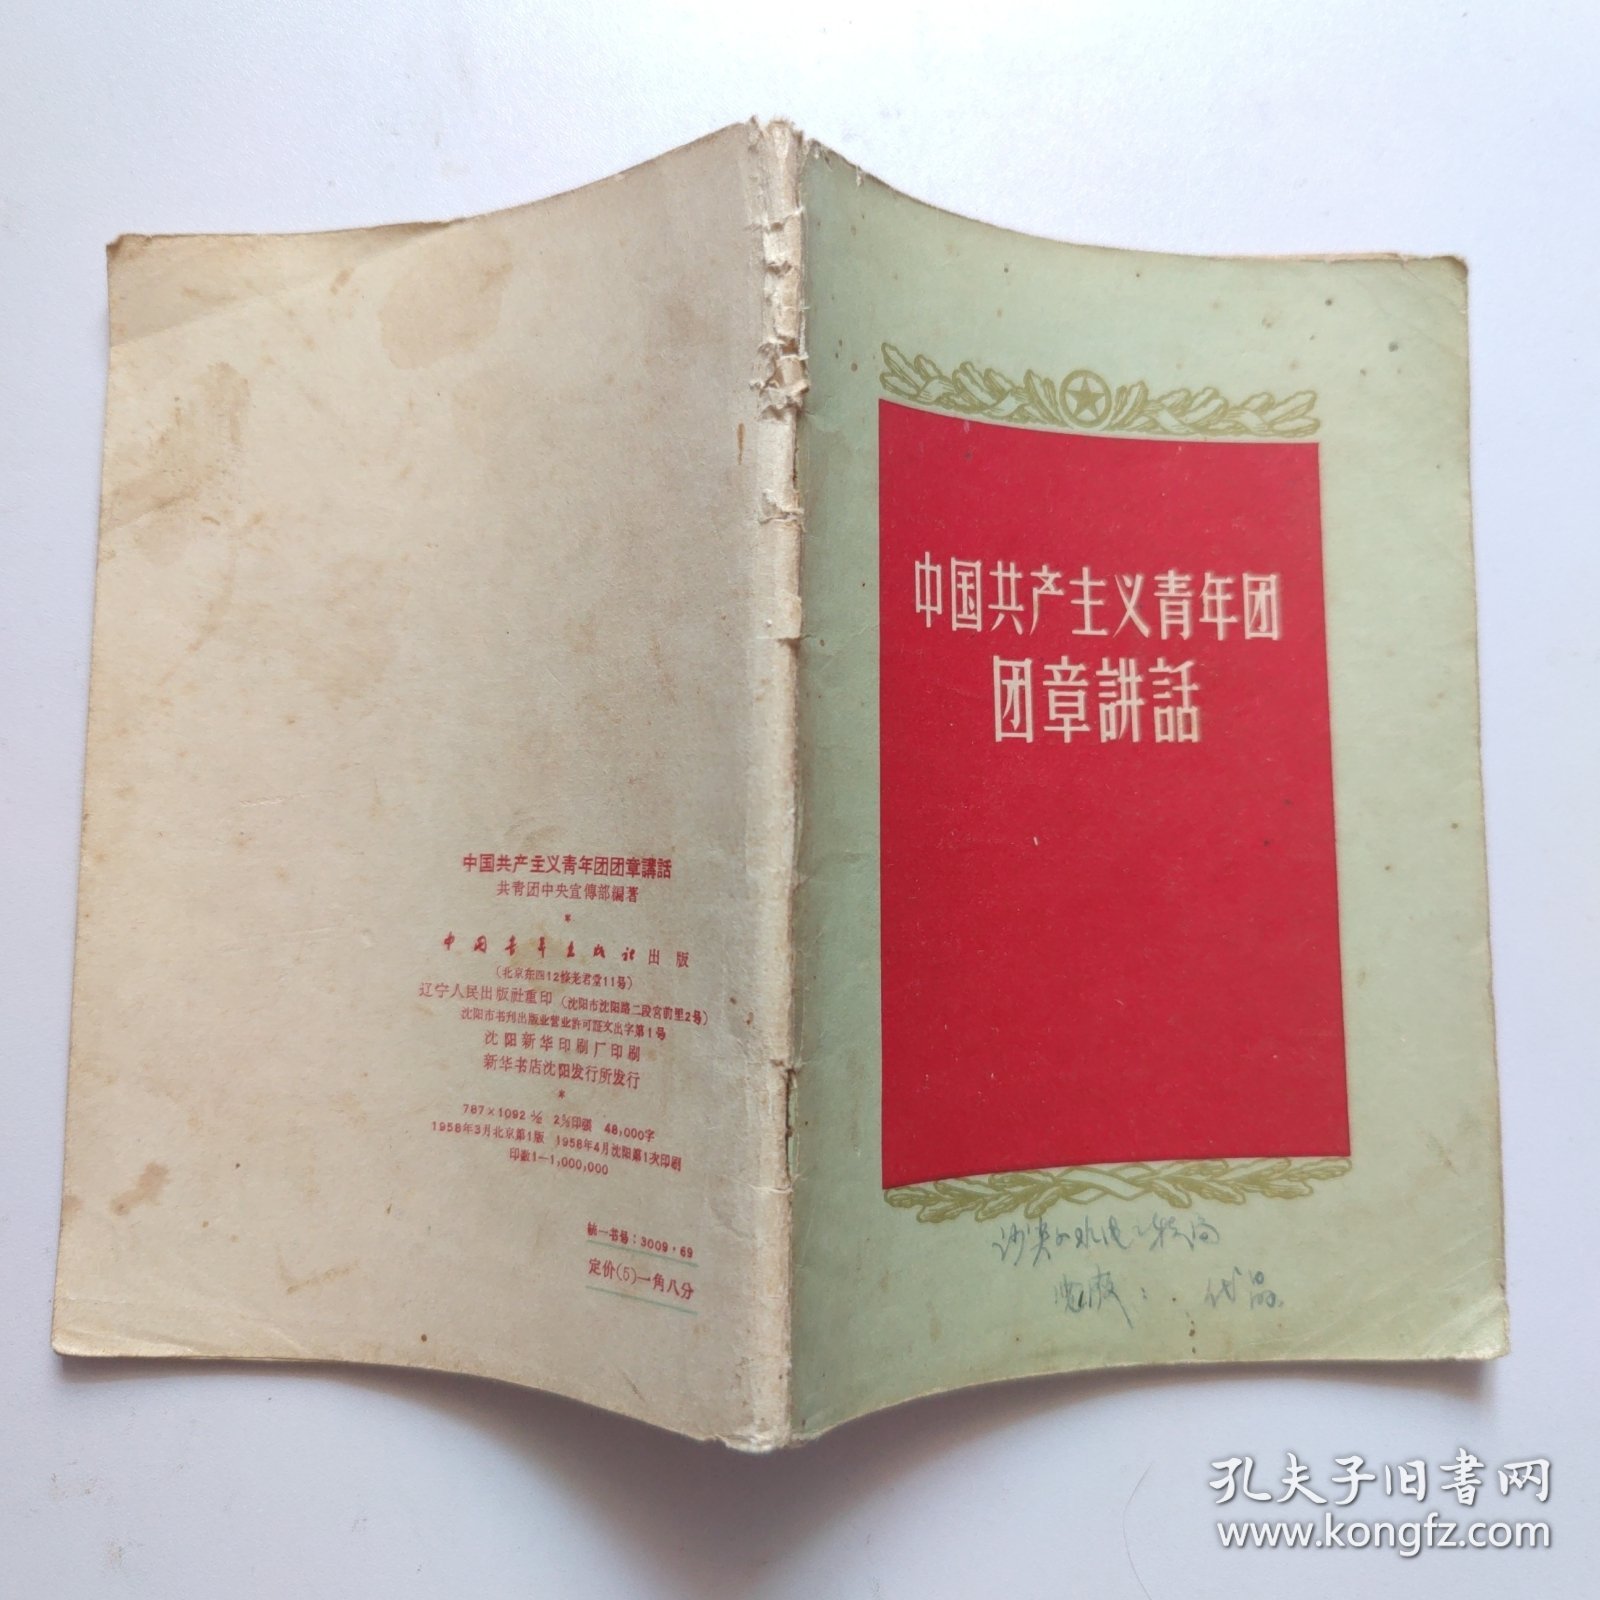 中国共产主义青年团
团章講話
中国共产主义青年团团章講話
共青团中央宣傳部編著
*
中国青年出版社出版
（北京东四12條老君堂11号）
辽宁人民出版社重印（沈阳市沈阳路二段宮前里2号）
沈阳市书刊出版业营业許可証文出字第1号
沈阳新华印刷厂印刷
新华书店沈阳发行所发行
*
787×1092 印張 48,000字
1958年3月北京第1版 1958年4月沈阳第1次印刷
印数1—1,000,000
統一书号：3009·69
定价(5)一角八分
孔夫子旧書网
www.kongfz.com